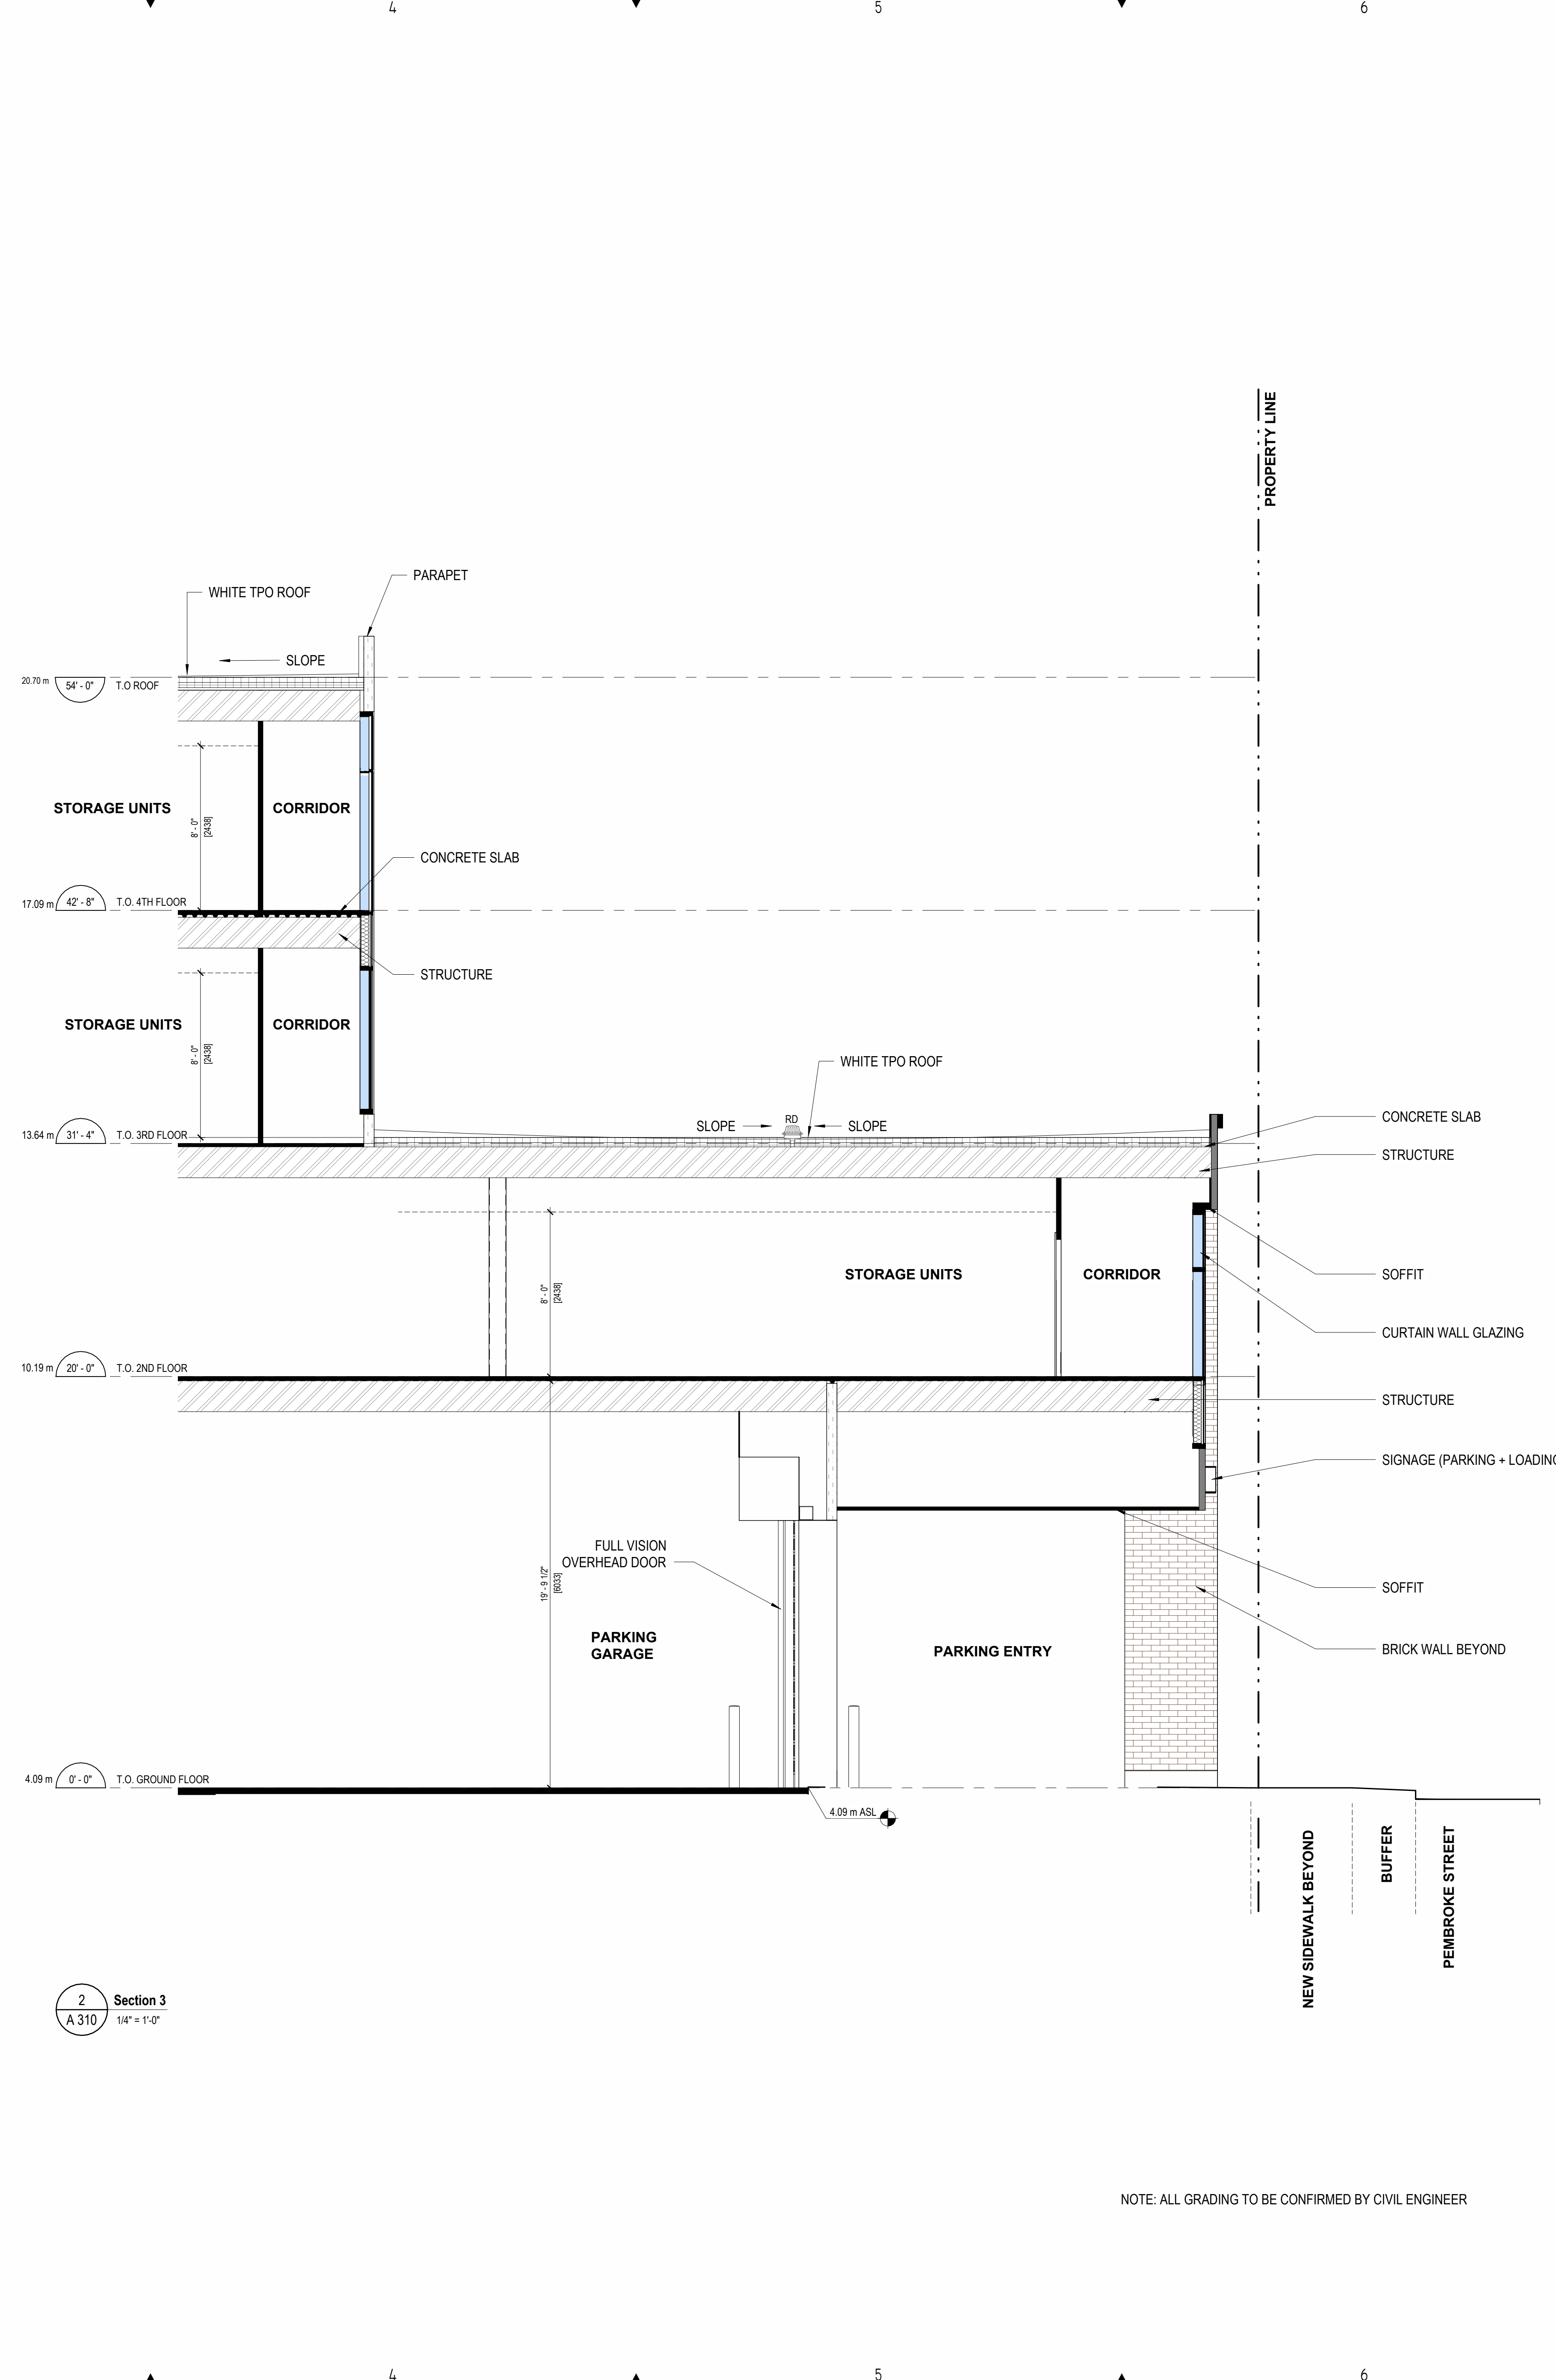 4
5
6
PROPERTY LINE
PARAPET
WHITE TPO ROOF
SLOPE
20.70 m
54' - 0"
T.O ROOF
STORAGE UNITS
CORRIDOR
8' - 0"
[2438]
CONCRETE SLAB
17.09 m
42' - 8"
T.O. 4TH FLOOR
STRUCTURE
STORAGE UNITS
CORRIDOR
8' - 0"
[2438]
WHITE TPO ROOF
RD
SLOPE
SLOPE
CONCRETE SLAB
13.64 m
31' - 4"
T.O. 3RD FLOOR
STRUCTURE
STORAGE UNITS
CORRIDOR
SOFFIT
8' - 0"
[2438]
CURTAIN WALL GLAZING
10.19 m
20' - 0"
T.O. 2ND FLOOR
STRUCTURE
SIGNAGE (PARKING + LOADING
FULL VISION
OVERHEAD DOOR
19' - 9 1/2"
[6033]
SOFFIT
PARKING
GARAGE
PARKING ENTRY
BRICK WALL BEYOND
4.09 m
0' - 0"
T.O. GROUND FLOOR
4.09 m ASL
NEW SIDEWALK BEYOND
BUFFER
PEMBROKE STREET
2
A 310
Section 3
1/4" = 1'-0"
NOTE: ALL GRADING TO BE CONFIRMED BY CIVIL ENGINEER
4
5
6